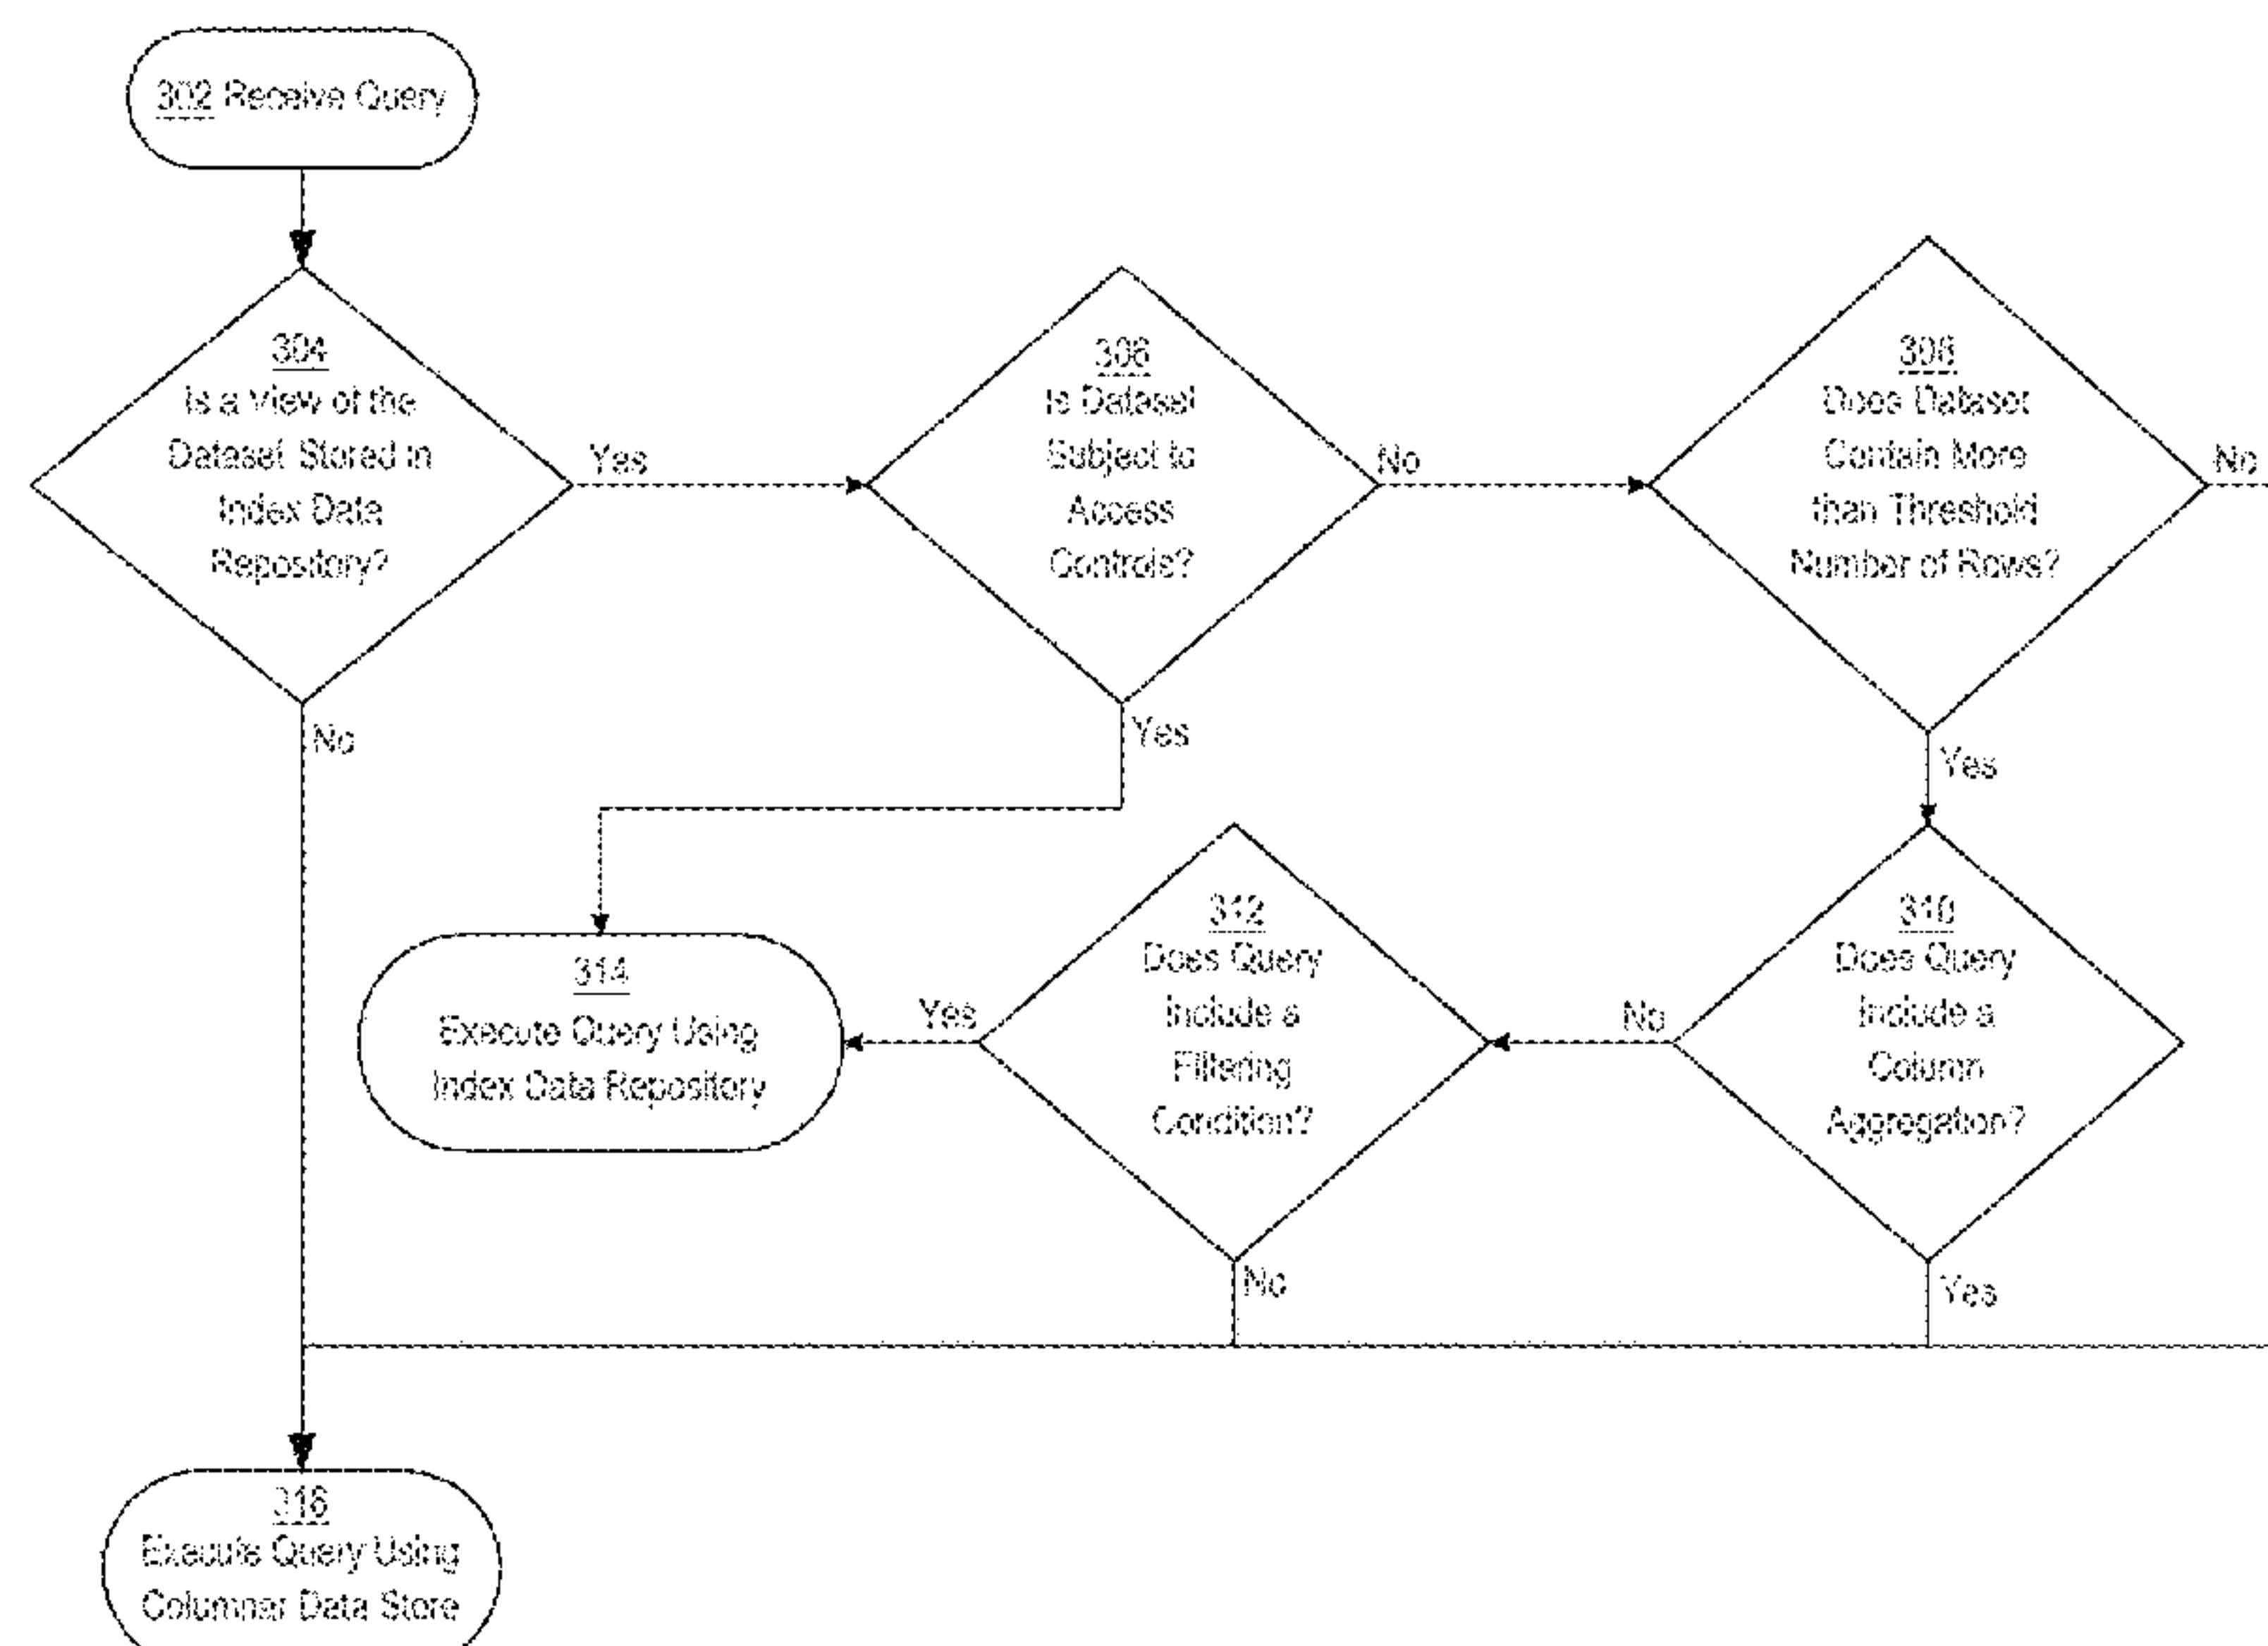 302 Receive Query
304
Is a View of the
Dataset Stored in
Index Data
Repository?
Yes
No
306
Is Dataset
Subject to
Access
Controls?
No
Yes
308
Does Dataset
Contain More
than Threshold
Number of Rows?
No
Yes
310
Does Query
Include a
Column
Aggregation?
No
Yes
312
Does Query
Include a
Filtering
Condition?
Yes
No
314
Execute Query Using
Index Data Repository
316
Execute Query Using
Columnar Data Store